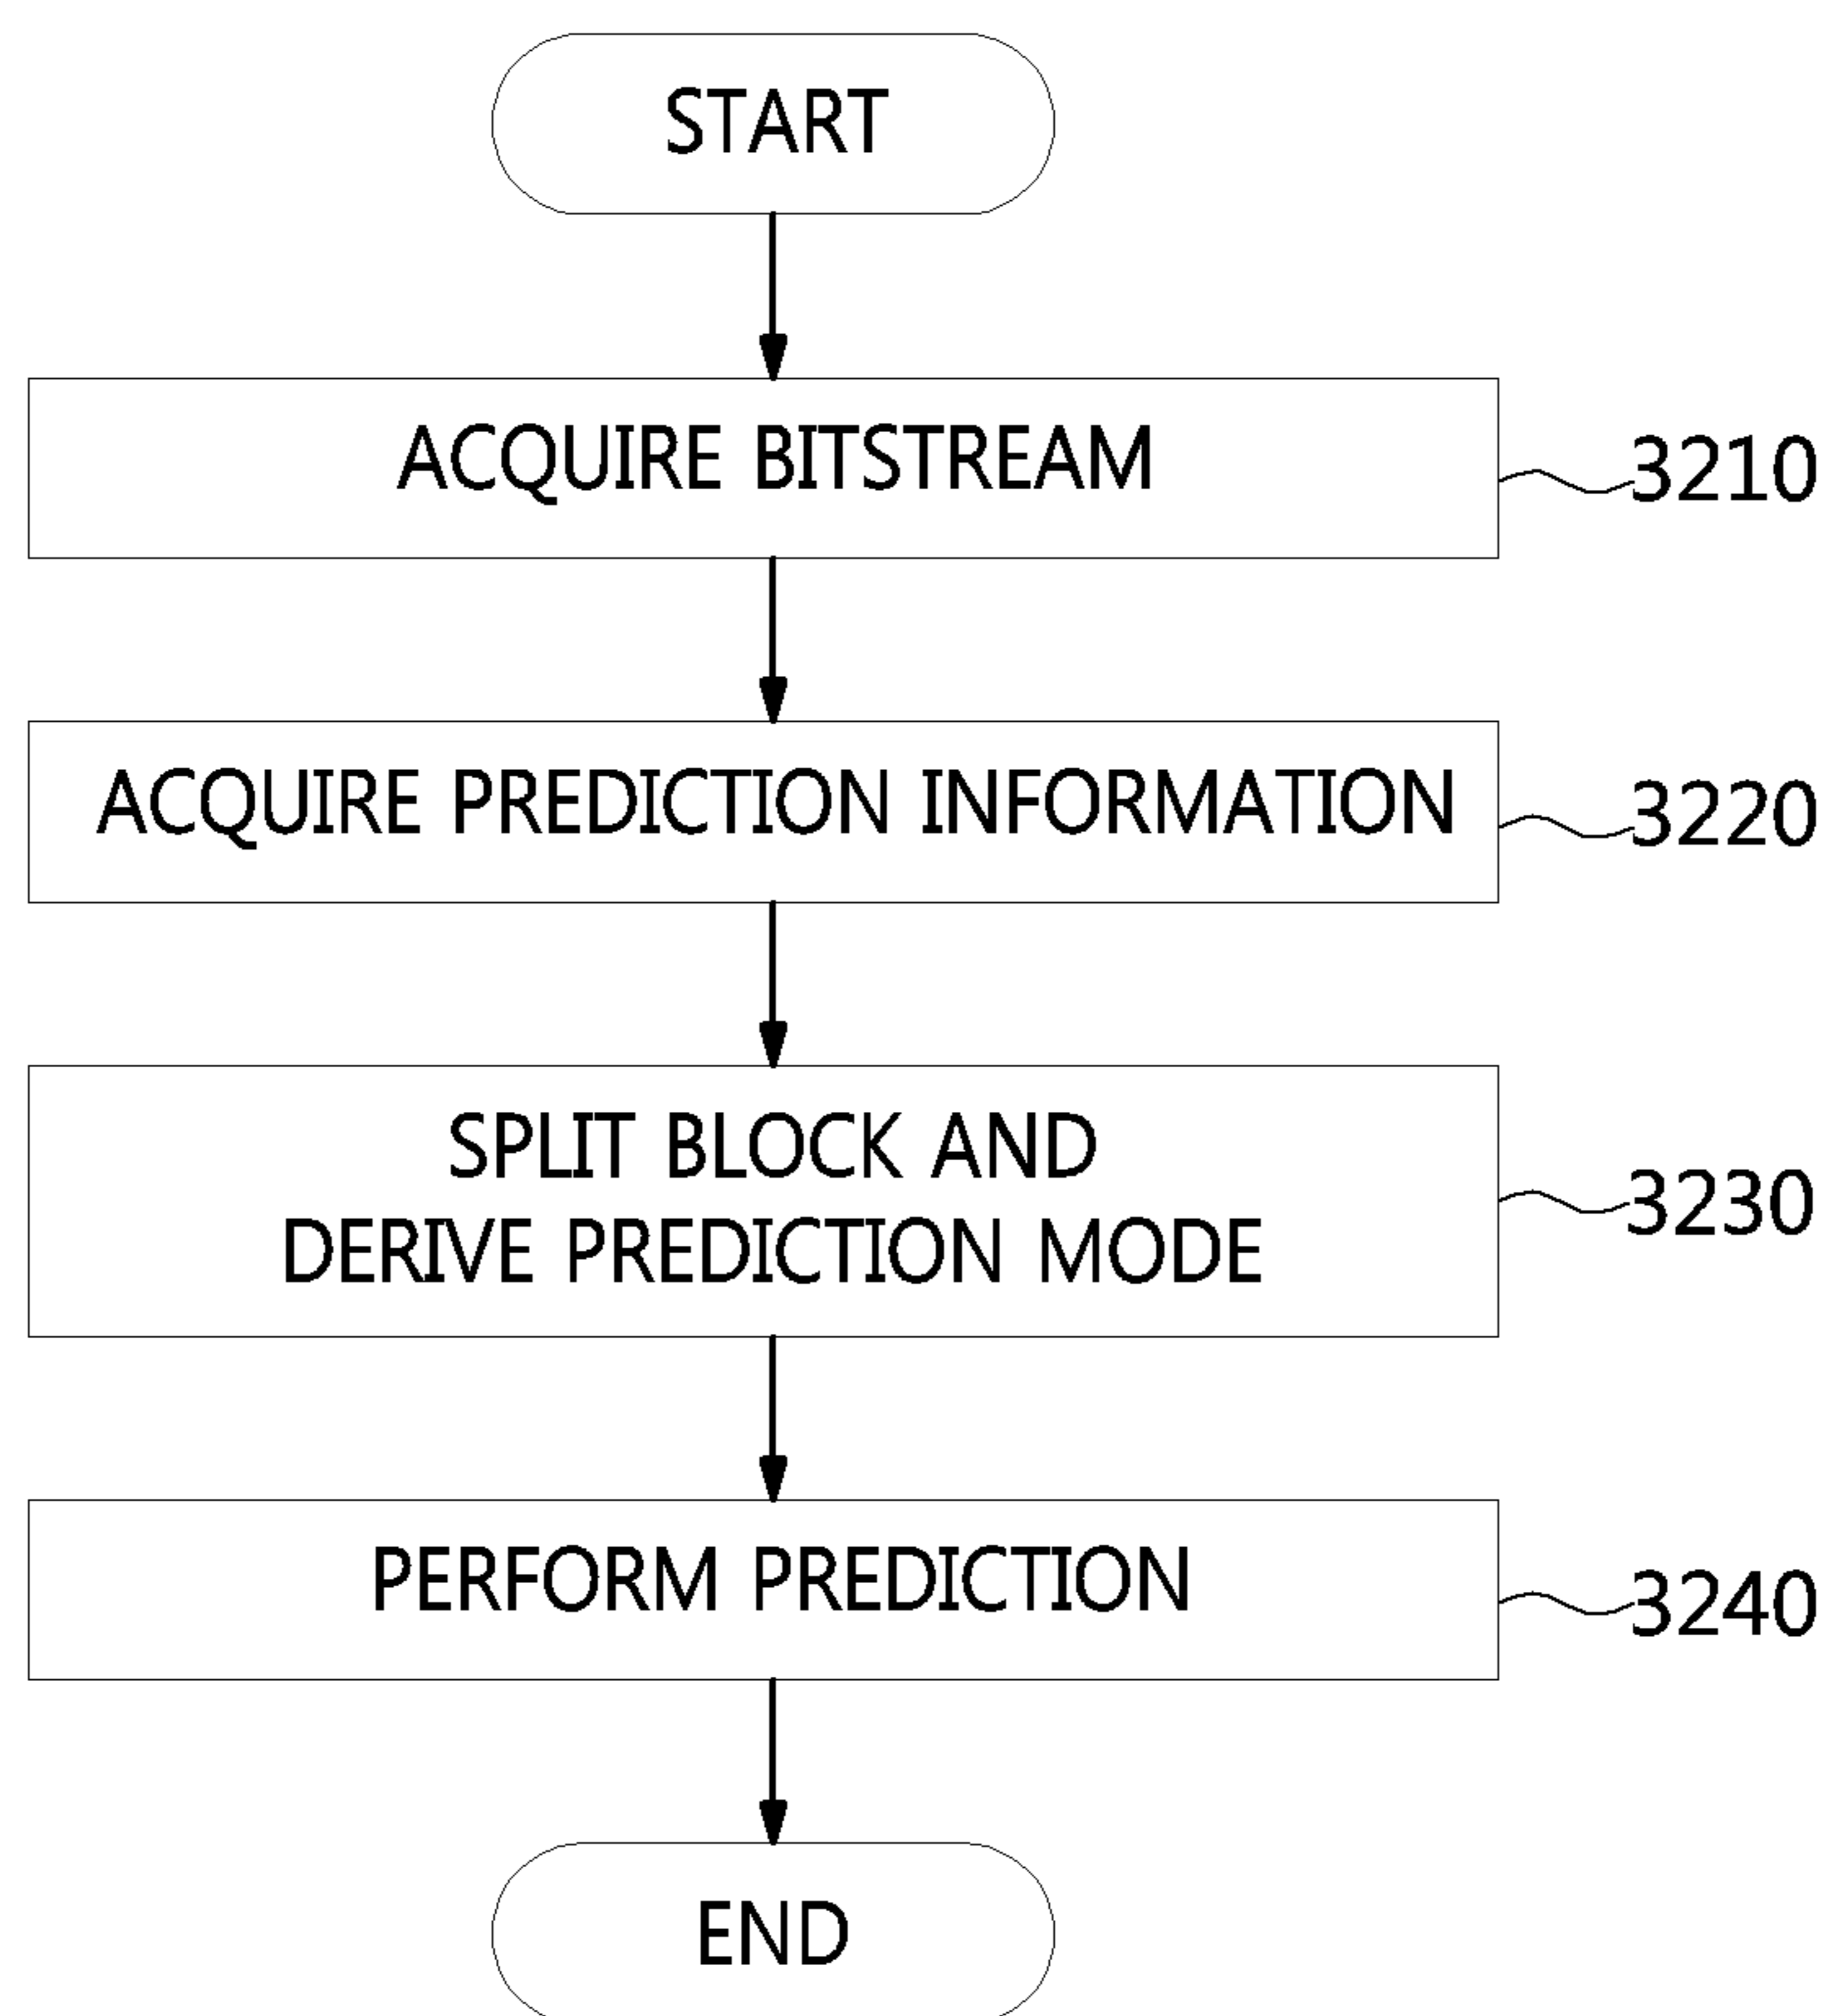 START
ACQUIRE BITSTREAM
3210
ACQUIRE PREDICTION INFORMATION
3220
SPLIT BLOCK AND
DERIVE PREDICTION MODE
3230
PERFORM PREDICTION
3240
END